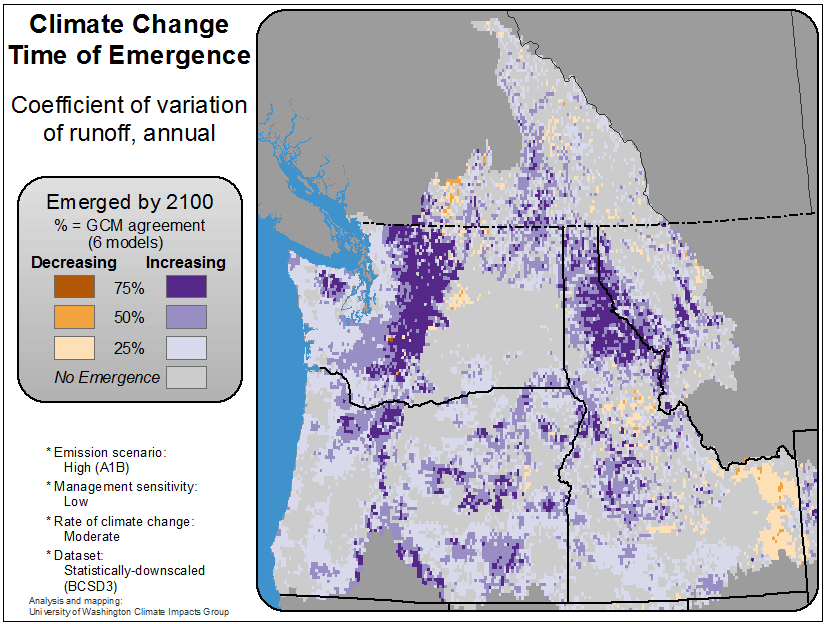 Climate Change
Time of Emergence
Coefficient of variation
of runoff, annual
Emerged by 2100
% = GCM agreement
(6 models)
Decreasing Increasing
75%
50%
25%
No Emergence
* Emission scenario:
High (A1B)
* Management sensitivity:
Low
* Rate of climate change:
Moderate
* Dataset:
Statistically-downscaled
(BCSD3)
Analysis and mapping:
University of Washington Climate Impacts Group